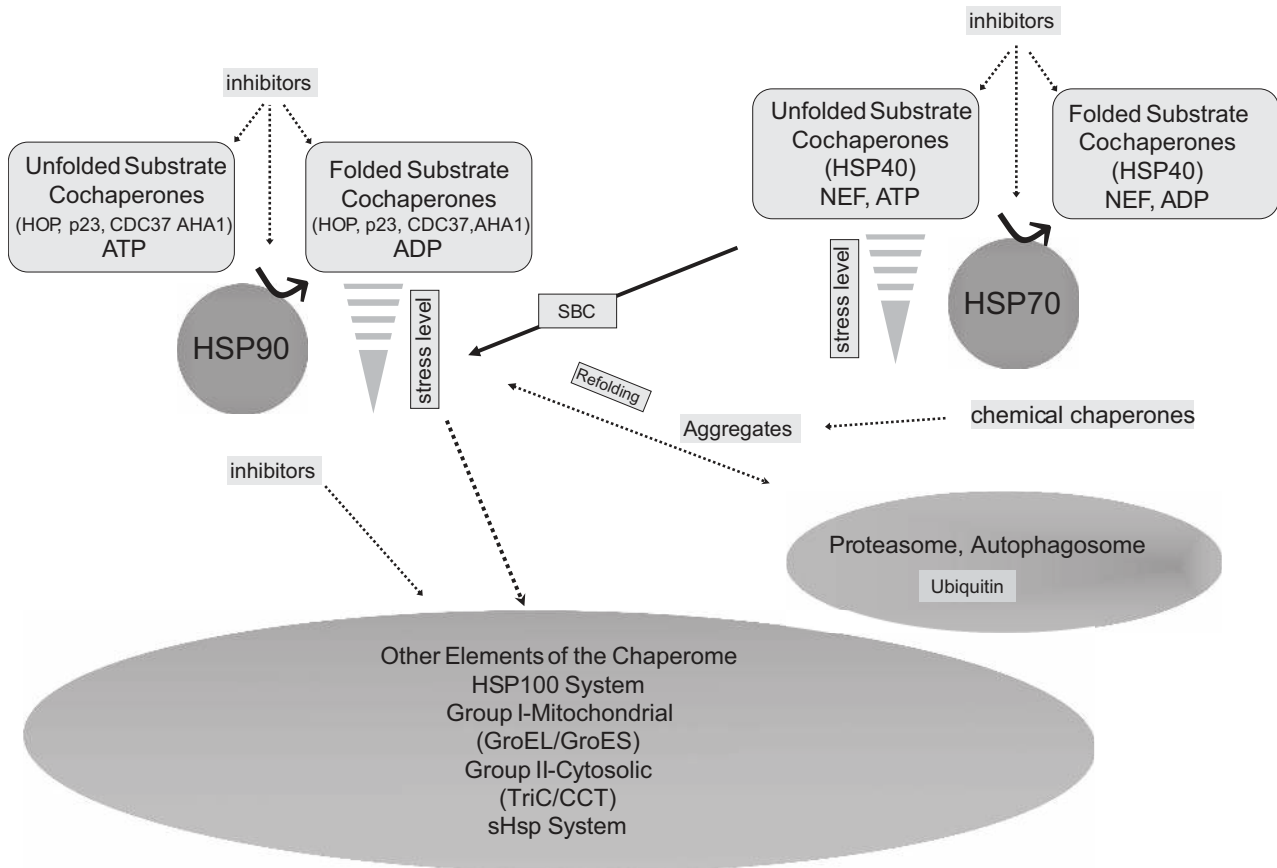 inhibitors
Unfolded Substrate
Cochaperones
(HOP, p23, CDC37 AHA1)
ATP
Folded Substrate
Cochaperones
(HOP, p23, CDC37,AHA1)
ADP
HSP90
stress level
inhibitors
Unfolded Substrate
Cochaperones
(HSP40)
NEF, ATP
Folded Substrate
Cochaperones
(HSP40)
NEF, ADP
stress level
HSP70
SBC
Refolding
Aggregates
chemical chaperones
inhibitors
Proteasome, Autophagosome
Ubiquitin
Other Elements of the Chaperome
HSP100 System
Group I-Mitochondrial
(GroEL/GroES)
Group II-Cytosolic
(TriC/CCT)
sHsp System